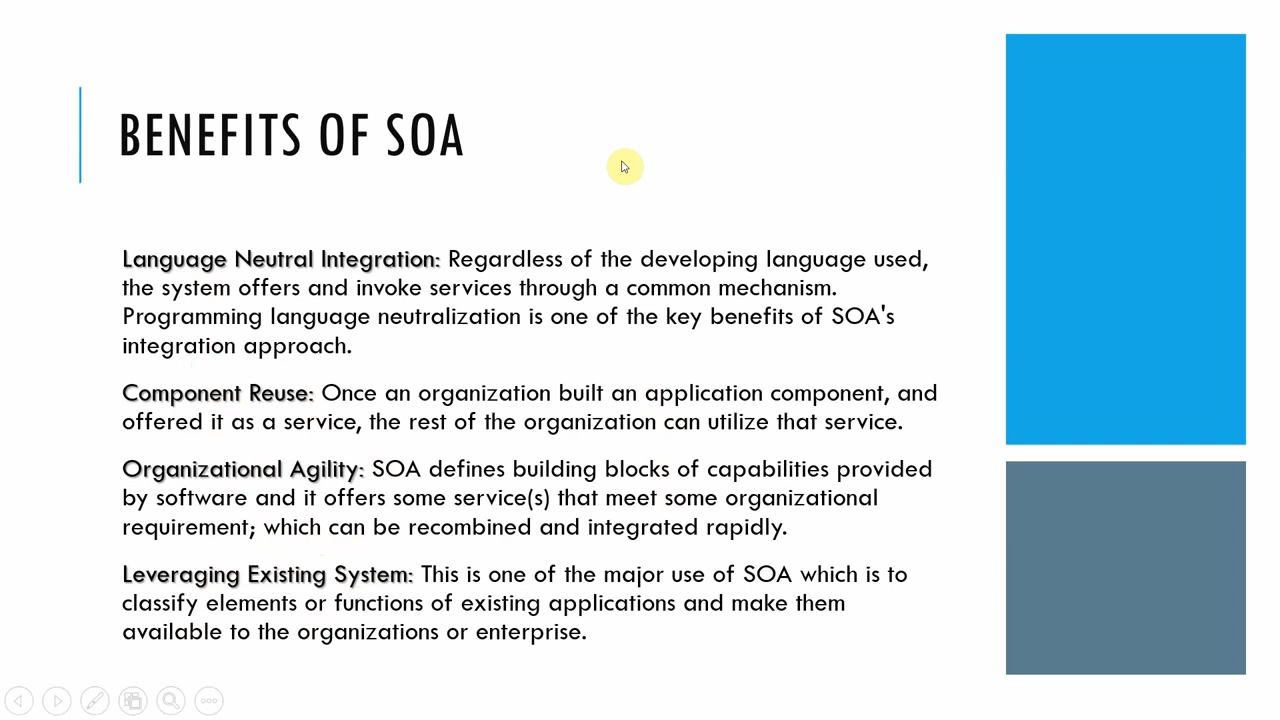 BENEFITS OF SOA
Language Neutral Integration: Regardless of the developing language used,
the system offers and invoke services through a common mechanism.
Programming language neutralization is one of the key benefits of SOA's
integration approach.
Component Reuse: Once an organization built an application component, and
offered it as a service, the rest of the organization can utilize that service.
Organizational Agility: SOA defines building blocks of capabilities provided
by software and it offers some service(s) that meet some organizational
requirement; which can be recombined and integrated rapidly.
Leveraging Existing System: This is one of the major use of SOA which is to
classify elements or functions of existing applications and make them
available to the organizations or enterprise.